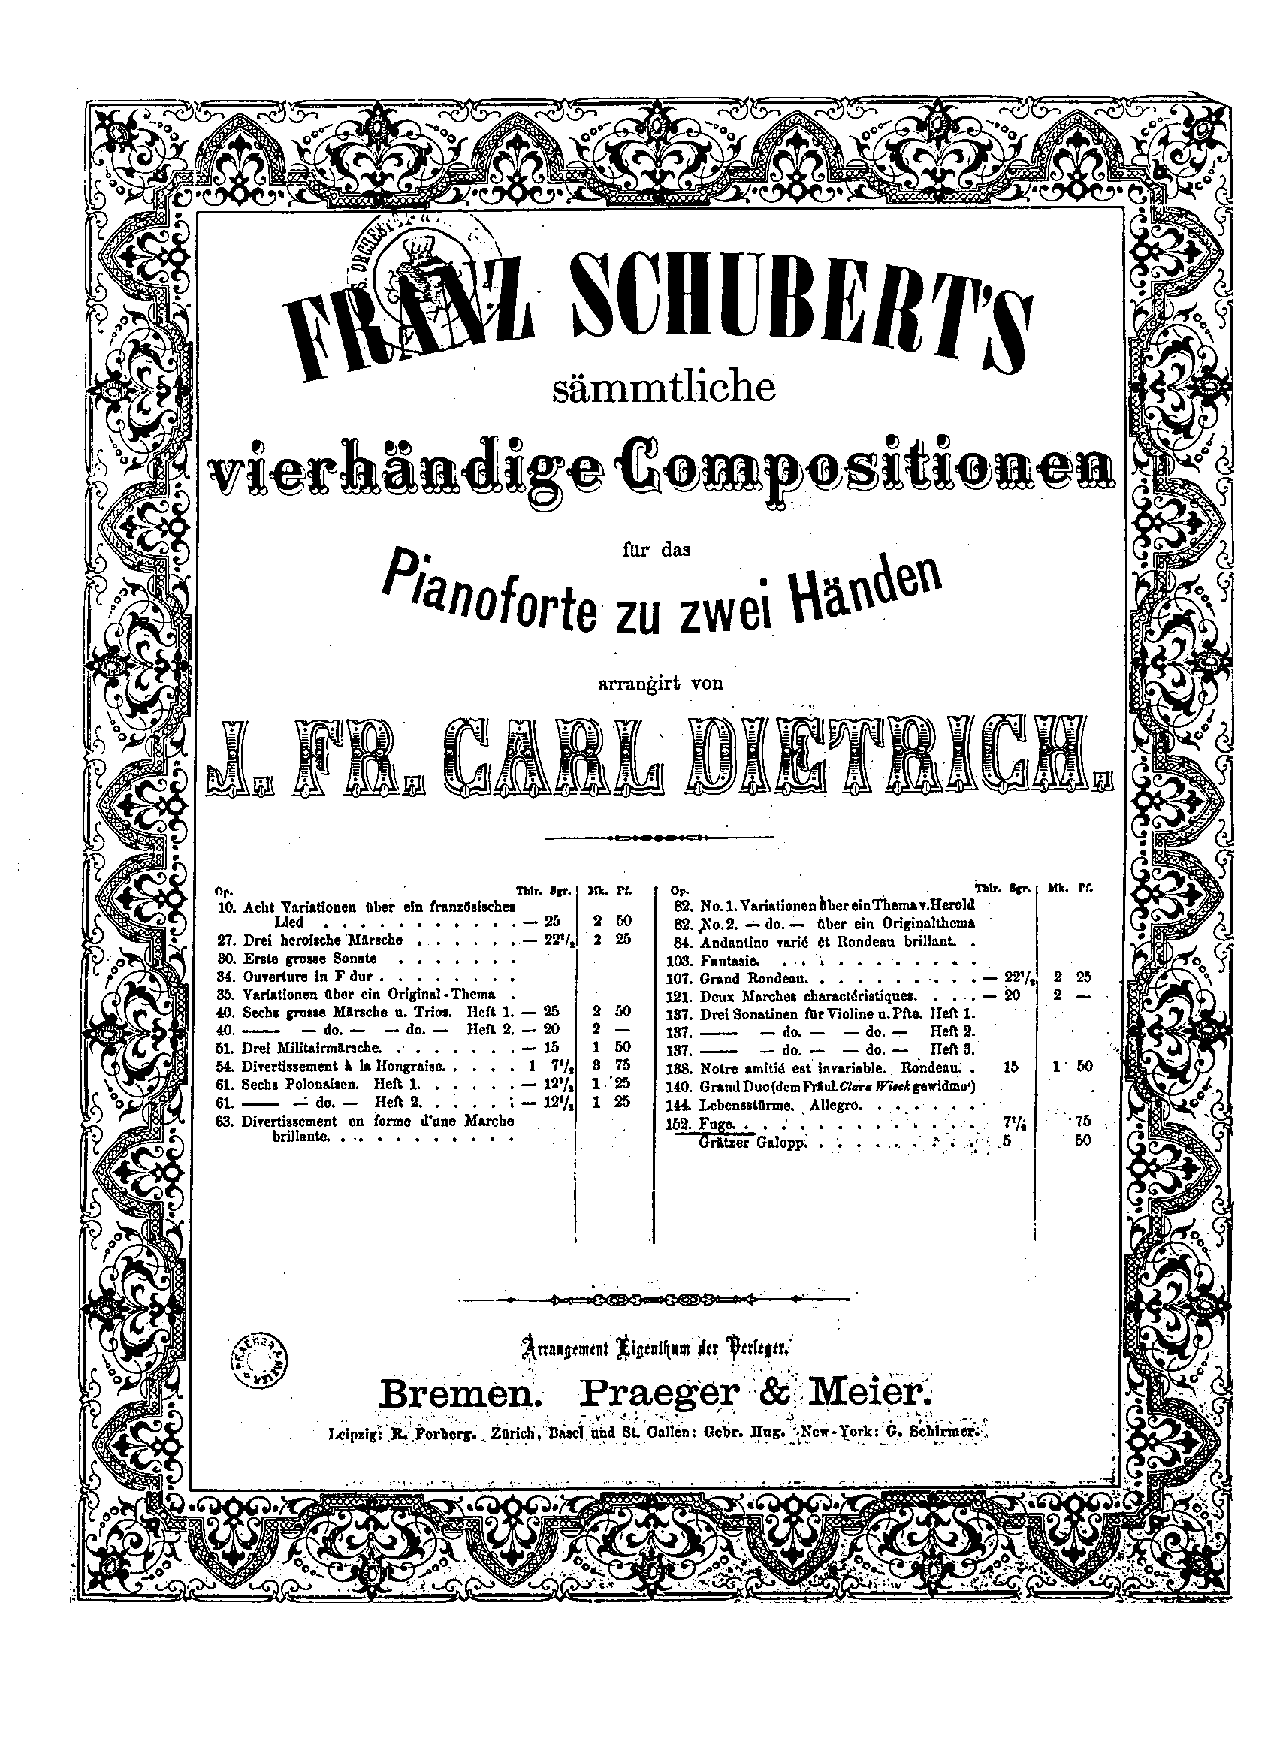 ORCHEST
FRANZ SCHUBERT'S
sämmtliche
vierhändige Compositionen
für das
Pianoforte zu zwei Händen
arrangirt von
J. FR. CARL DIETRICH.
Op. Thlr. Sgr. Mk. Pf.
10. Acht Variationen über ein französisches
Lied . . . . . . . . . . . — 25 2 50
27. Drei heroische Märsche . . . . . . — 22½ 2 25
30. Erste grosse Sonate . . . . . . .
34. Ouverture in F dur . . . . . . . .
35. Variationen über ein Original-Thema .
40. Sechs grosse Märsche u. Trios. Heft 1. — 25 2 50
40. —— — do. — — do. — Heft 2. — 20 2 —
51. Drei Militairmärsche. . . . . . . . — 15 1 50
54. Divertissement à la Hongraise. . . . . 1 7½ 3 75
61. Sechs Polonaisen. Heft 1. . . . . . — 12½ 1 25
61. —— — do. — Heft 2. . . . . . — 12½ 1 25
63. Divertissement en forme d'une Marche
brillante. . . . . . . . . . .
Op. Thlr. Sgr. Mk. Pf.
82. No. 1. Variationen über ein Thema v. Herold
82. No. 2. — do. — über ein Originalthema
84. Andantino varié et Rondeau brillant. .
103. Fantasie. . . . . . . . . . . .
107. Grand Rondeau. . . . . . . . . . — 22½ 2 25
121. Deux Marches charactéristiques. . . . — 20 2 —
137. Drei Sonatinen für Violine u. Pfte. Heft 1.
137. —— — do. — — do. — Heft 2.
137. —— — do. — — do. — Heft 3.
138. Notre amitié est invariable. Rondeau. . 15 1 50
140. Grand Duo (dem Fräul. Clara Wieck gewidmet)
144. Lebensstürme. Allegro. . . . . . .
152. Fuge. . . . . . . . . . . . . . 7½ 75
Grätzer Galopp. . . . . . . . . . . 5 50
Arrangement Eigenthum der Verleger.
Bremen. Praeger & Meier.
Leipzig: R. Forberg. Zürich, Basel und St. Gallen: Gebr. Hug. New-York: G. Schirmer.